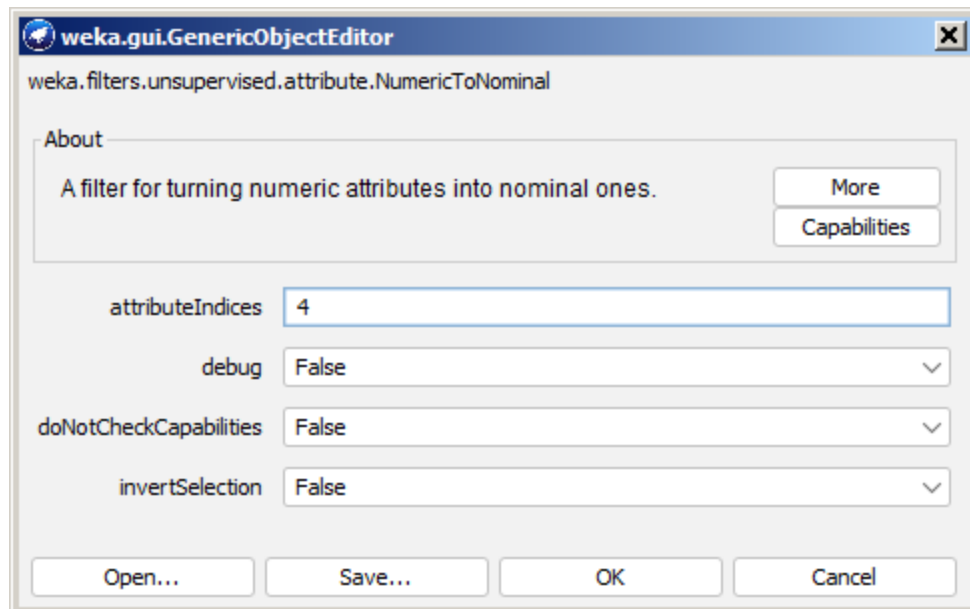 weka.gui.GenericObjectEditor
weka.filters.unsupervised.attribute.NumericToNominal
About
A filter for turning numeric attributes into nominal ones.
More
Capabilities
attributeIndices 4
debug False
doNotCheckCapabilities False
invertSelection False
Open... Save... OK Cancel